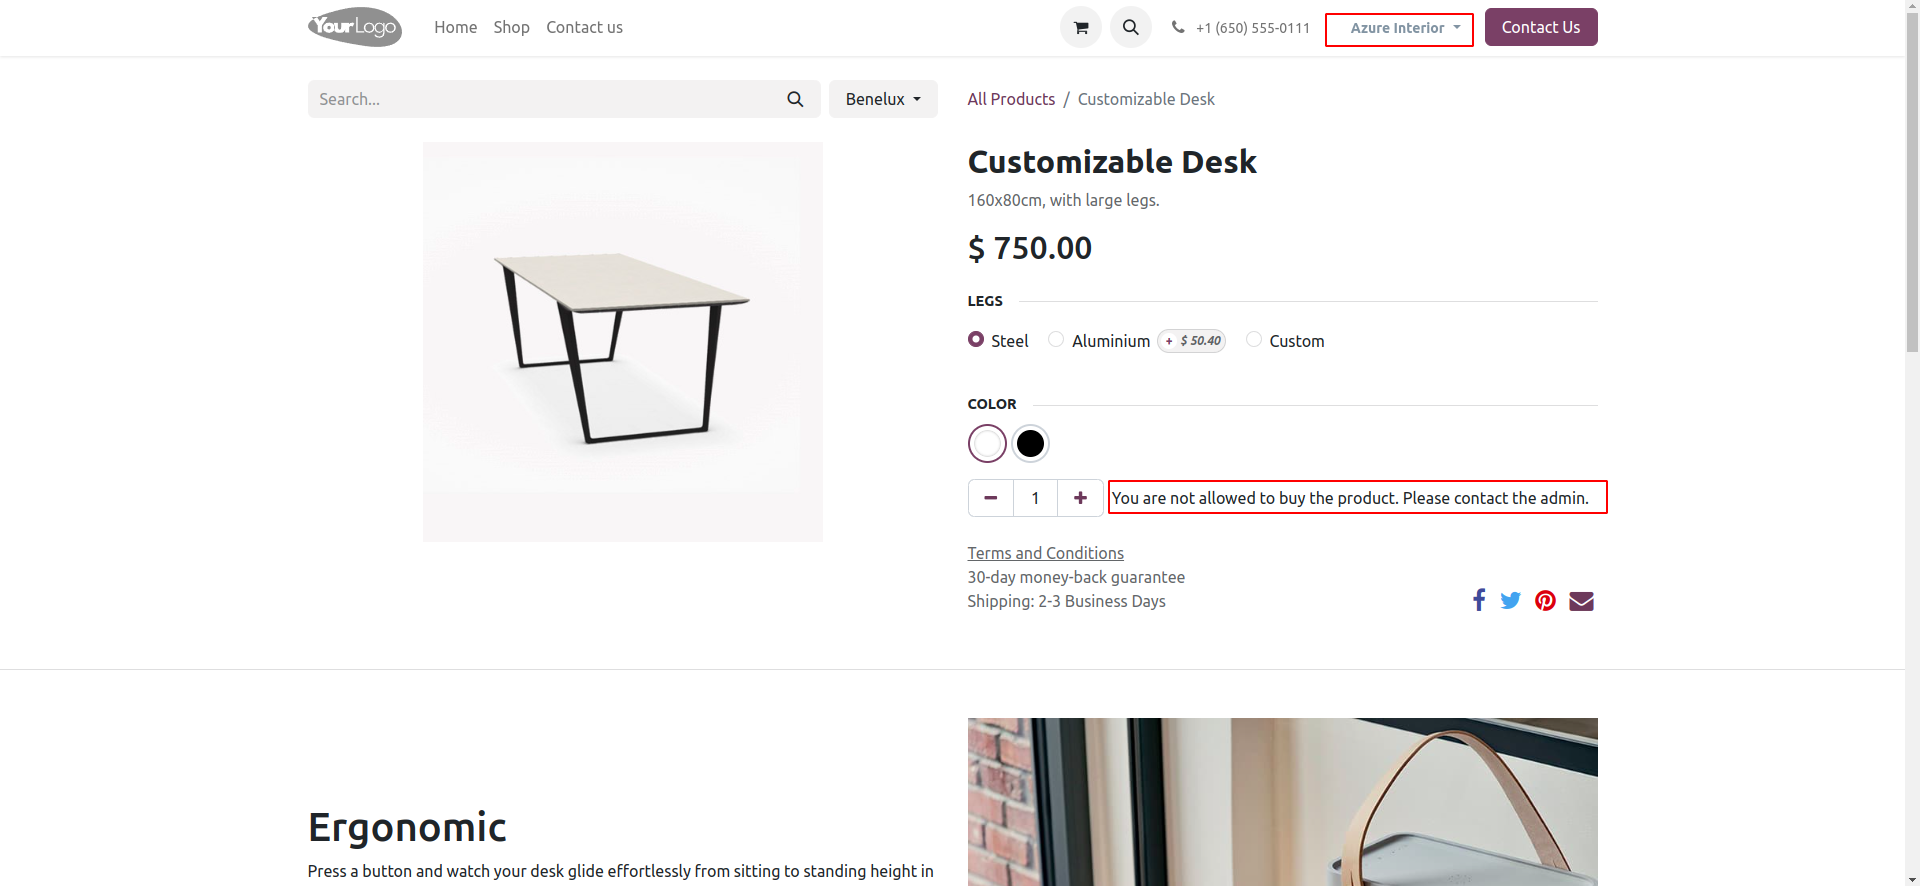 YourLogo
Home
Shop
Contact us
+1 (650) 555-0111
Azure Interior
Contact Us
Search...
Benelux
All Products / Customizable Desk
Customizable Desk
160x80cm, with large legs.
$ 750.00
LEGS
Steel
Aluminium + $ 50.40
Custom
COLOR
1
You are not allowed to buy the product. Please contact the admin.
Terms and Conditions
30-day money-back guarantee
Shipping: 2-3 Business Days
Ergonomic
Press a button and watch your desk glide effortlessly from sitting to standing height in